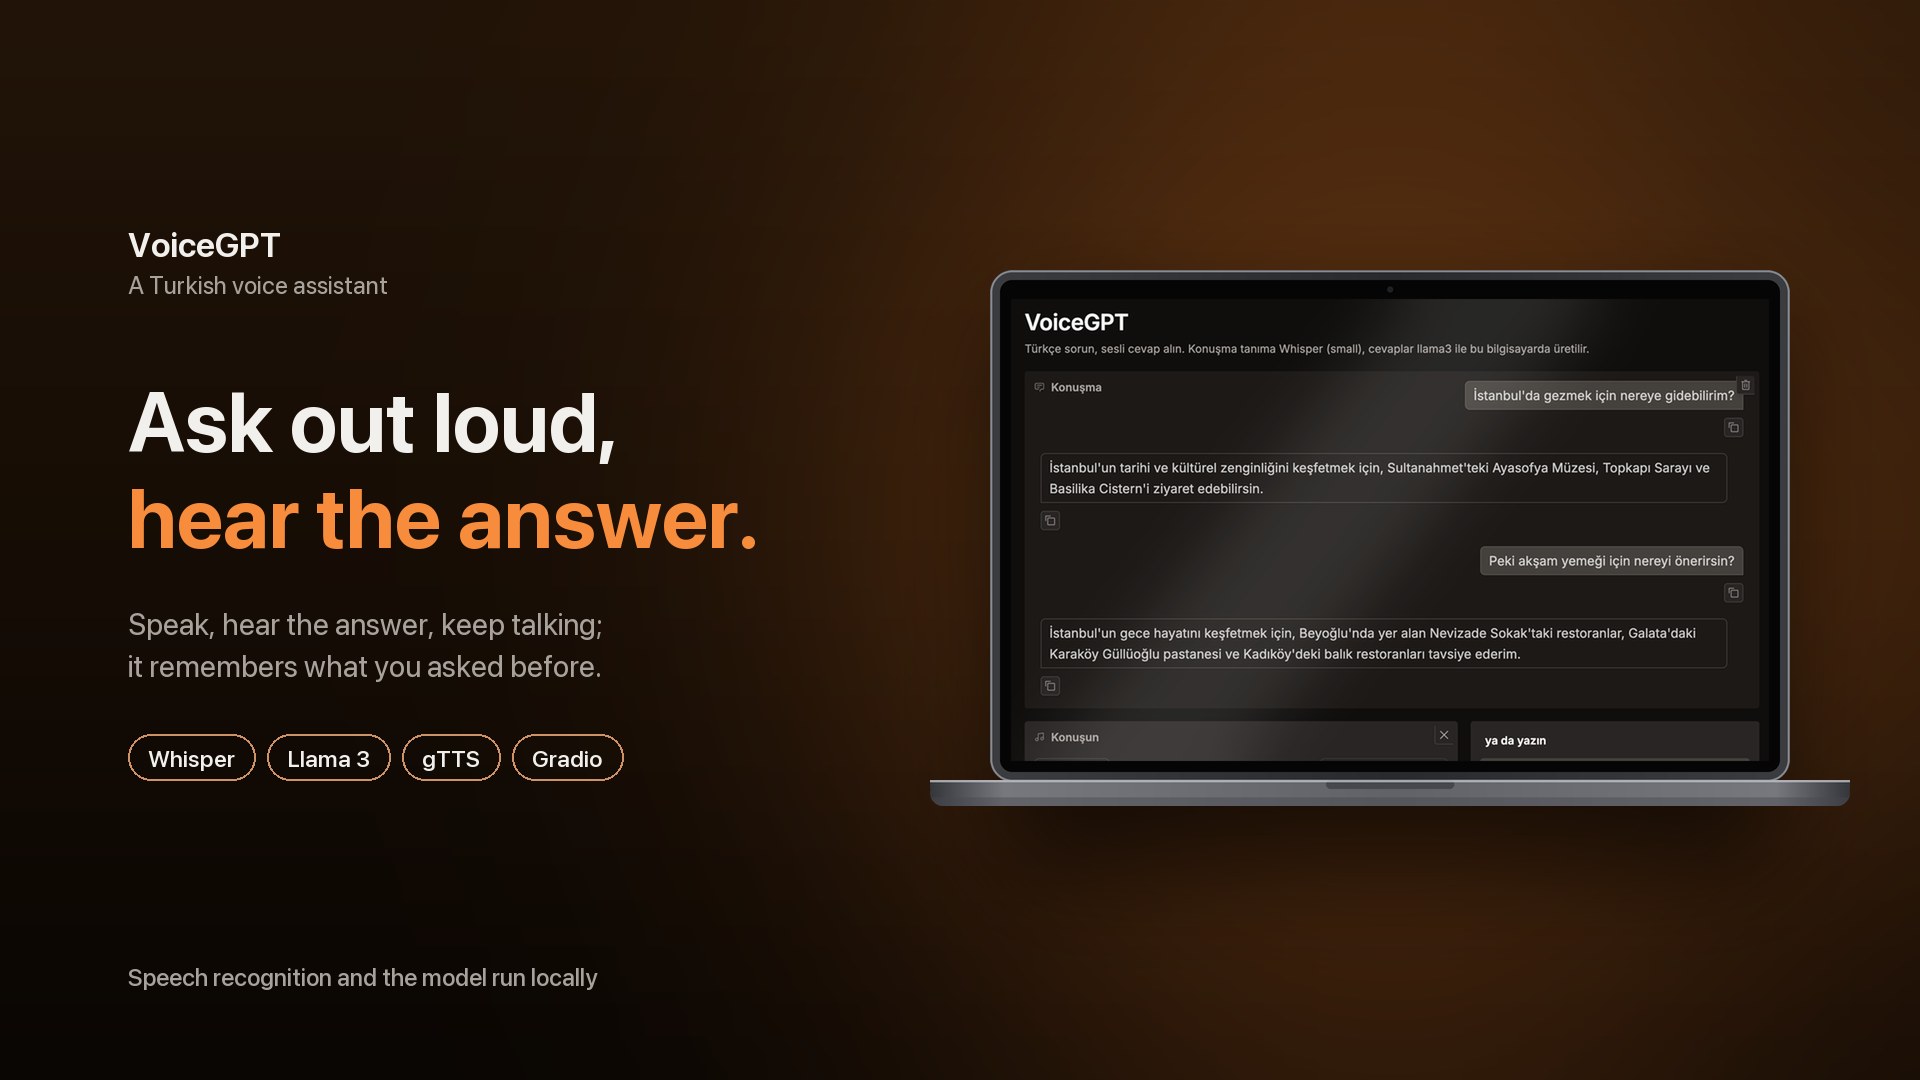 VoiceGPT
A Turkish voice assistant
Ask out loud,
hear the answer.
Speak, hear the answer, keep talking;
it remembers what you asked before.
Whisper
Llama 3
gTTS
Gradio
Speech recognition and the model run locally
VoiceGPT
Türkçe sorun, sesli cevap alın. Konuşma tanıma Whisper (small), cevaplar llama3 ile bu bilgisayarda üretilir.
Konuşma
İstanbul'da gezmek için nereye gidebilirim?
İstanbul'un tarihi ve kültürel zenginliğini keşfetmek için, Sultanahmet'teki Ayasofya Müzesi, Topkapı Sarayı ve
Basilika Cistern'i ziyaret edebilirsin.
Peki akşam yemeği için nereyi önerirsin?
İstanbul'un gece hayatını keşfetmek için, Beyoğlu'nda yer alan Nevizade Sokak'taki restoranlar, Galata'daki
Karaköy Güllüoğlu pastanesi ve Kadıköy'deki balık restoranları tavsiye ederim.
Konuşun
ya da yazın